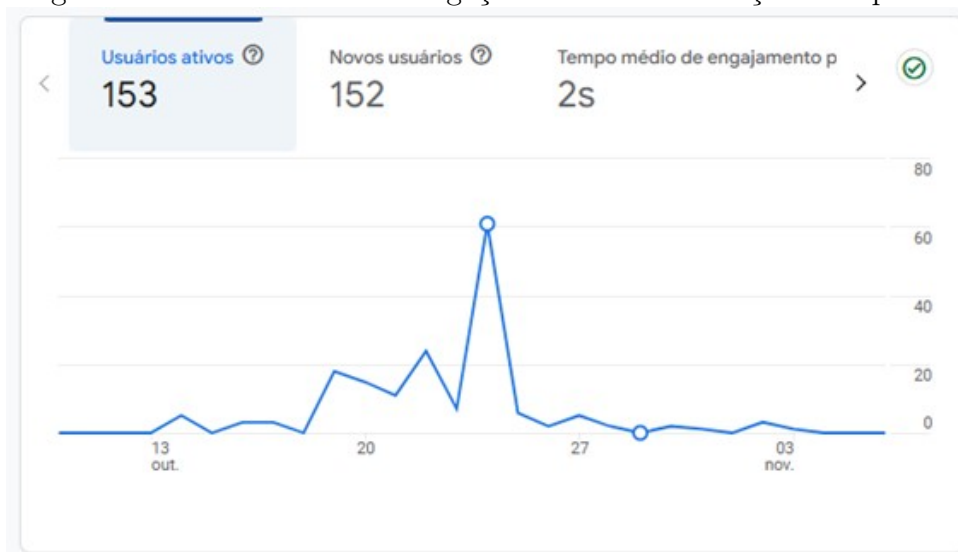 Usuários ativos
Novos usuários
Tempo médio de engajamento p
153
152
2s
80
60
40
20
0
13
out.
20
27
03
nov.